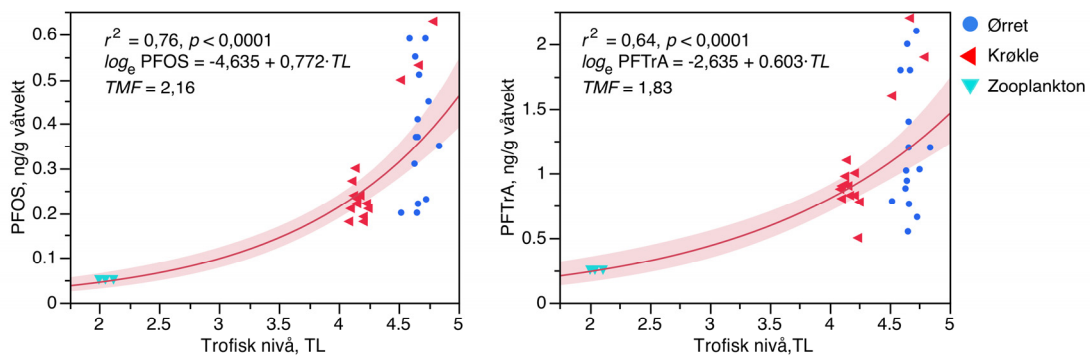 r² = 0,76, p < 0,0001
logₑ PFOS = -4,635 + 0,772·TL
TMF = 2,16
PFOS, ng/g våtvekt
0.6
0.5
0.4
0.3
0.2
0.1
0
2 2.5 3 3.5 4 4.5 5
Trofisk nivå, TL
r² = 0,64, p < 0,0001
logₑ PFTrA = -2,635 + 0.603·TL
TMF = 1,83
PFTrA, ng/g våtvekt
2
1.5
1
0.5
0
2 2.5 3 3.5 4 4.5 5
Trofisk nivå,TL
Ørret
Krøkle
Zooplankton